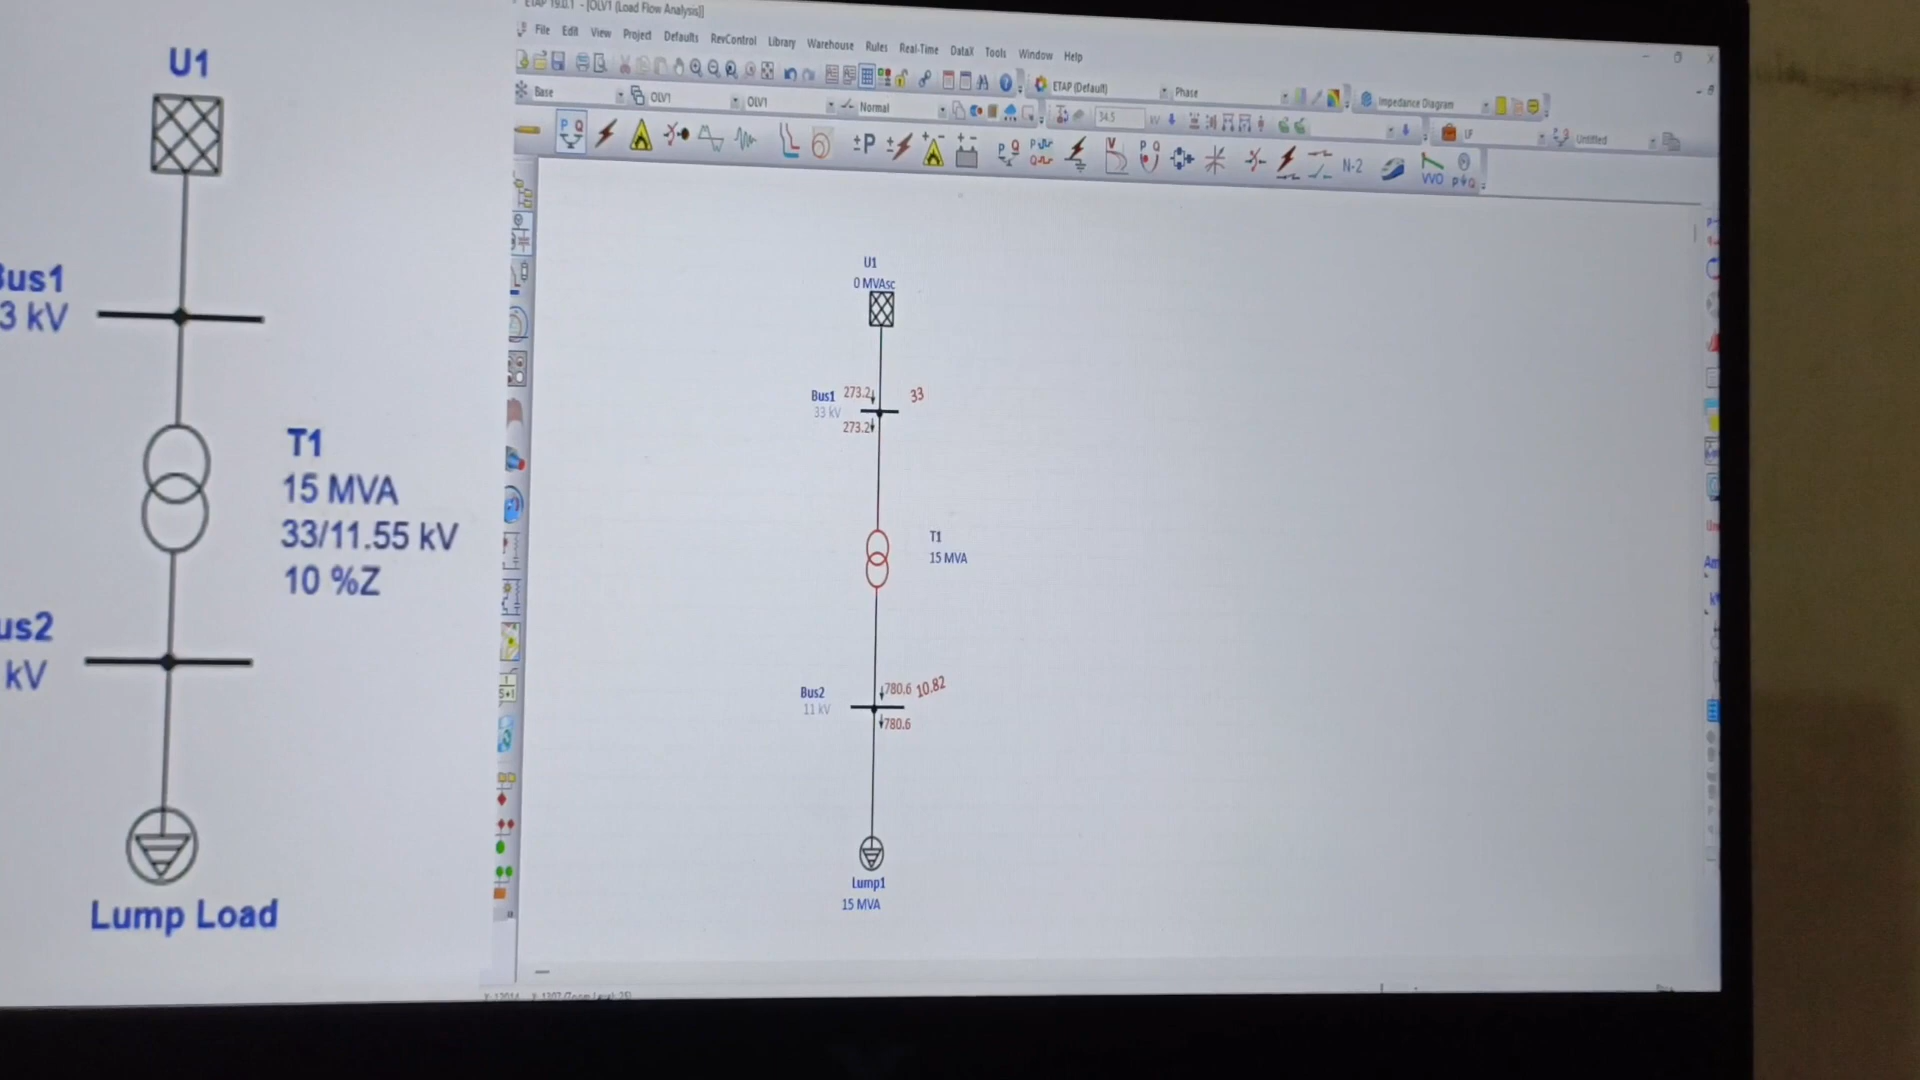 U1
Bus1
3 kV
T1
15 MVA
33/11.55 kV
10 %Z
us2
kV
Lump Load
ETAP 19.0.1 - [OLV1 (Load Flow Analysis)]
File Edit View Project Defaults RevControl Library Warehouse Rules Real-Time DataX Tools Window Help
ETAP (Default) Phase Impedance Diagram
Base OLV1 OLV1 Normal 34.5 LF Untitled
P Q ±P N-2 VVO
U1
0 MVAsc
Bus1 273.2 33
33 kV
273.2
T1
15 MVA
Bus2 780.6 10.82
11 kV 780.6
Lump1
15 MVA